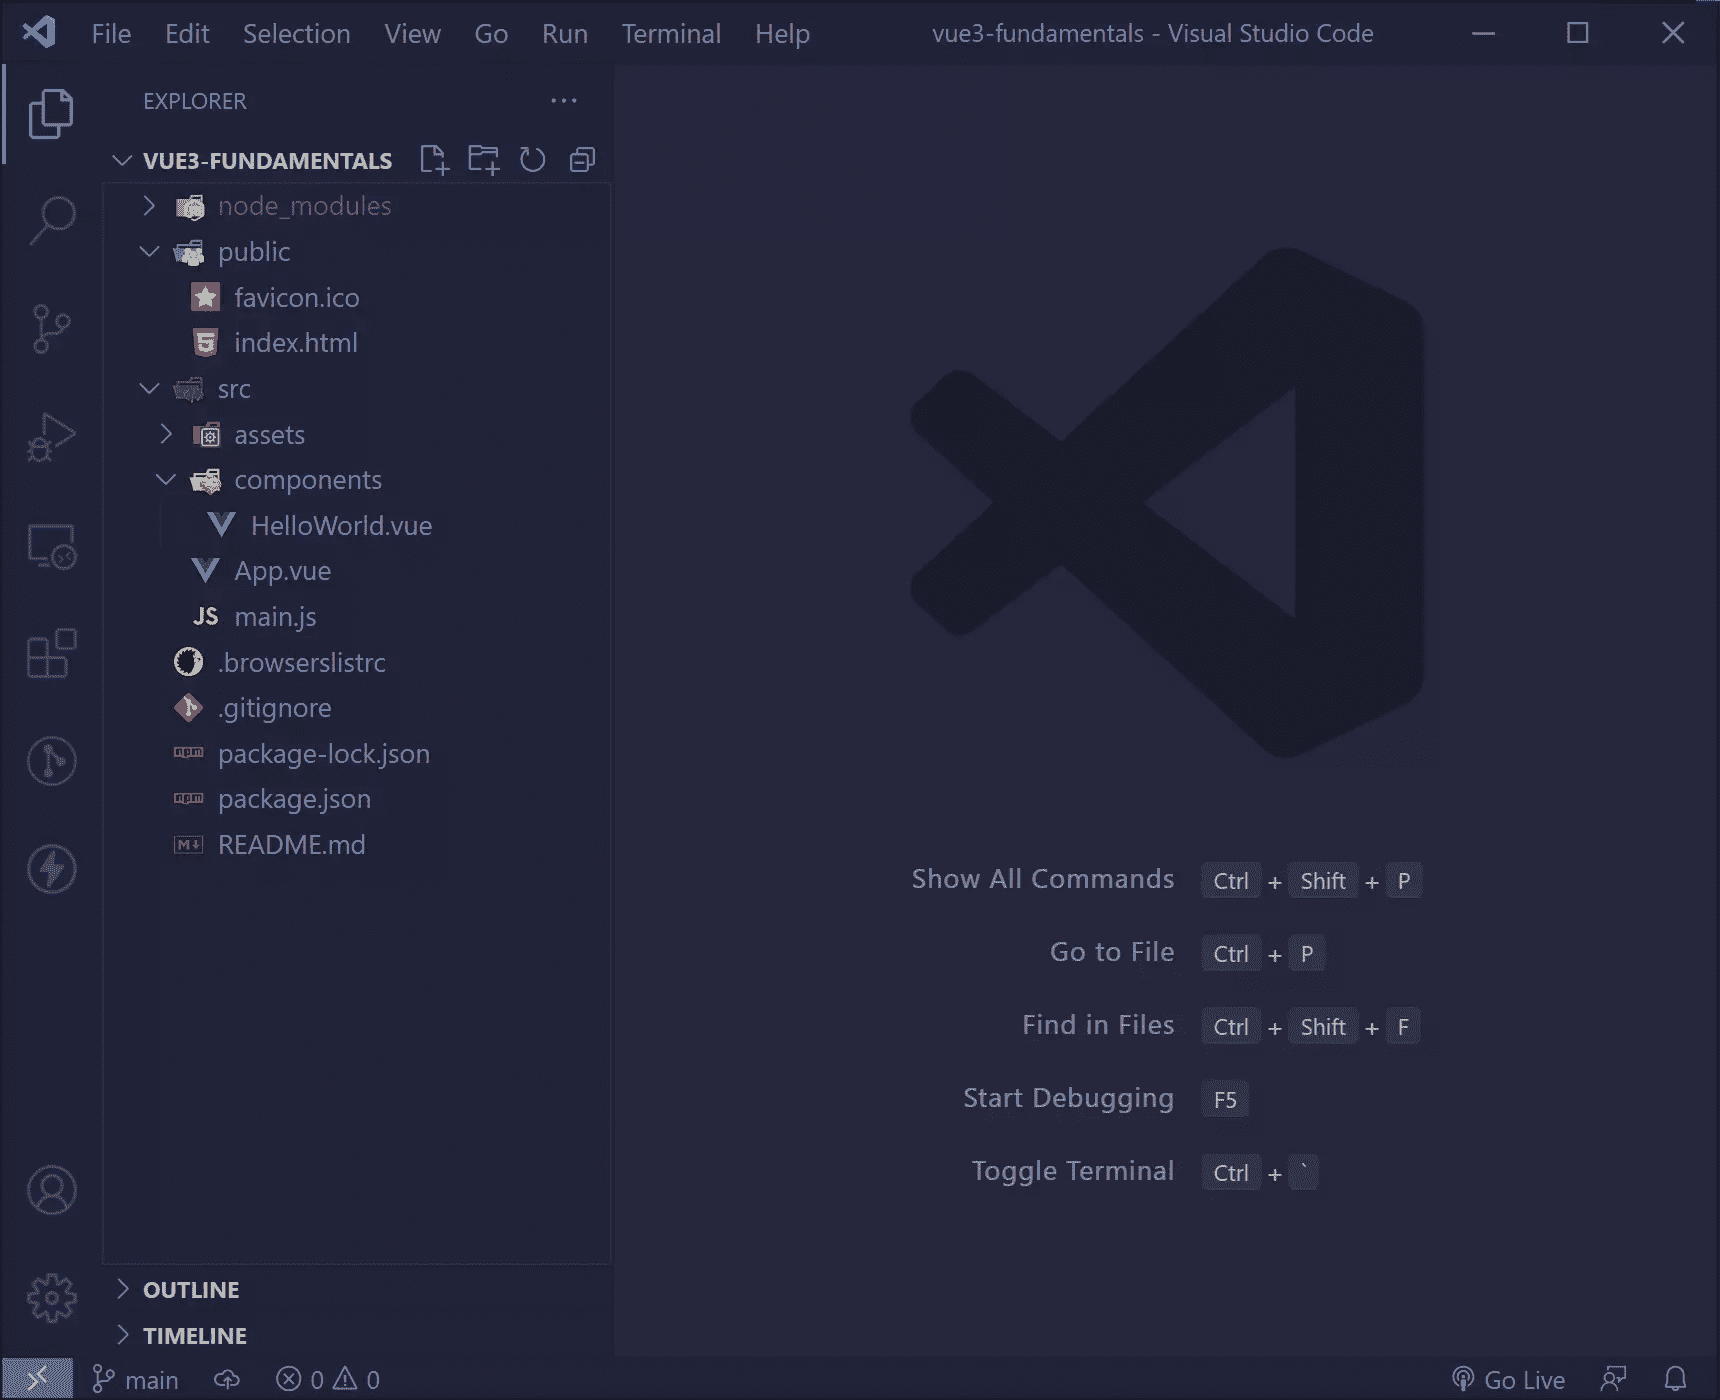 File Edit Selection View Go Run Terminal Help vue3-fundamentals - Visual Studio Code
EXPLORER
VUE3-FUNDAMENTALS
node_modules
public
favicon.ico
index.html
src
assets
components
HelloWorld.vue
App.vue
JS main.js
.browserslistrc
.gitignore
package-lock.json
package.json
README.md
OUTLINE
TIMELINE
Show All Commands Ctrl + Shift + P
Go to File Ctrl + P
Find in Files Ctrl + Shift + F
Start Debugging F5
Toggle Terminal Ctrl + `
main 0 0 Go Live